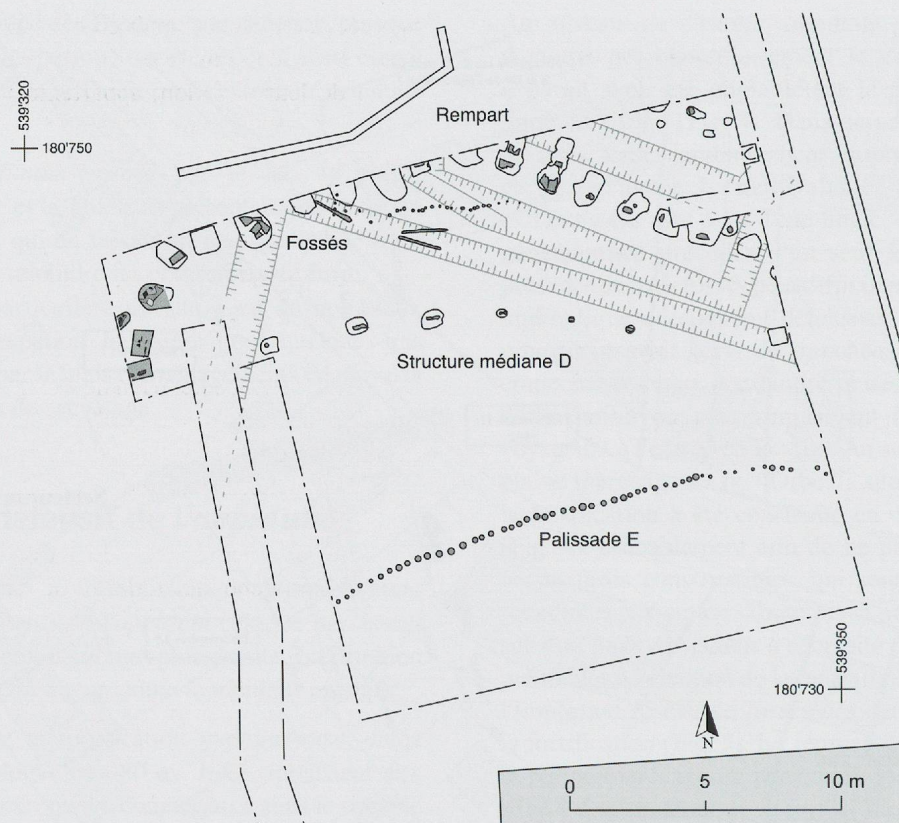 539'320
180'750
Rempart
Fossés
Structure médiane D
Palissade E
539'350
180'730
N
0 5 10 m